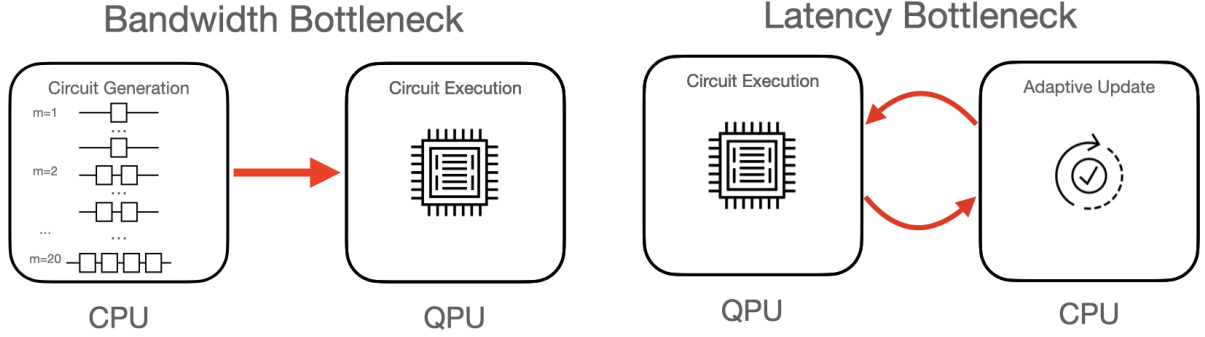 Bandwidth Bottleneck
Circuit Generation
m=1
...
m=2
...
...
...
m=20
CPU
Circuit Execution
QPU
Latency Bottleneck
Circuit Execution
QPU
Adaptive Update
CPU